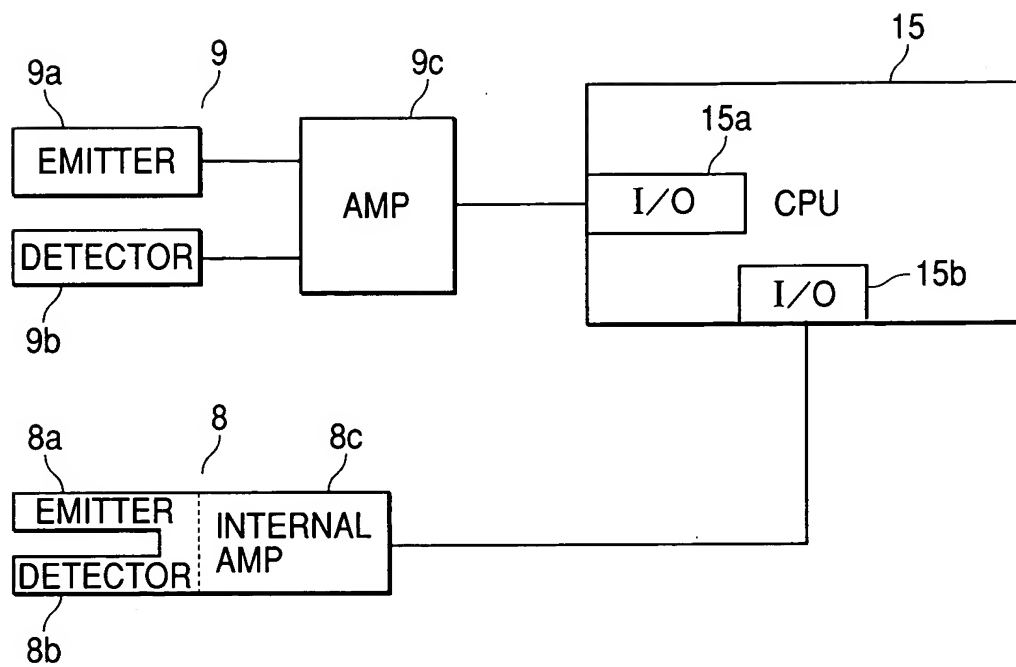 15
9
9a
9c
15a
EMITTER
AMP
I/O
CPU
DETECTOR
15b
I/O
9b
8
8a
8c
EMITTER
INTERNAL
AMP
DETECTOR
8b